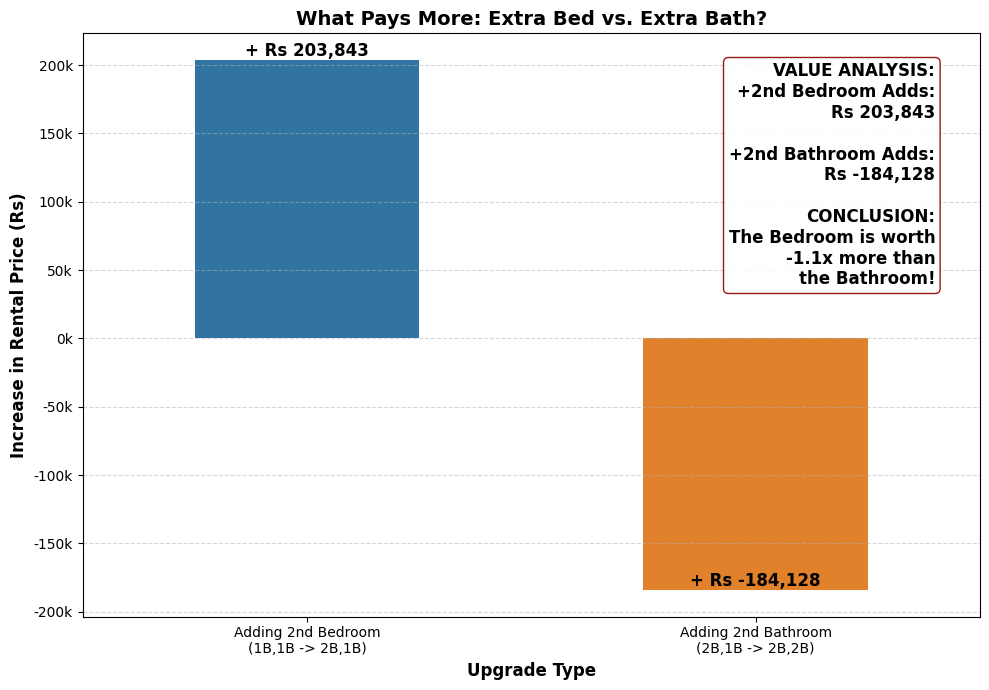 What Pays More: Extra Bed vs. Extra Bath?
+ Rs 203,843
VALUE ANALYSIS:
+2nd Bedroom Adds:
Rs 203,843
+2nd Bathroom Adds:
Rs -184,128
CONCLUSION:
The Bedroom is worth
-1.1x more than
the Bathroom!
Increase in Rental Price (Rs)
200k
150k
100k
50k
0k
-50k
-100k
-150k
-200k
+ Rs -184,128
Adding 2nd Bedroom
(1B,1B -> 2B,1B)
Adding 2nd Bathroom
(2B,1B -> 2B,2B)
Upgrade Type